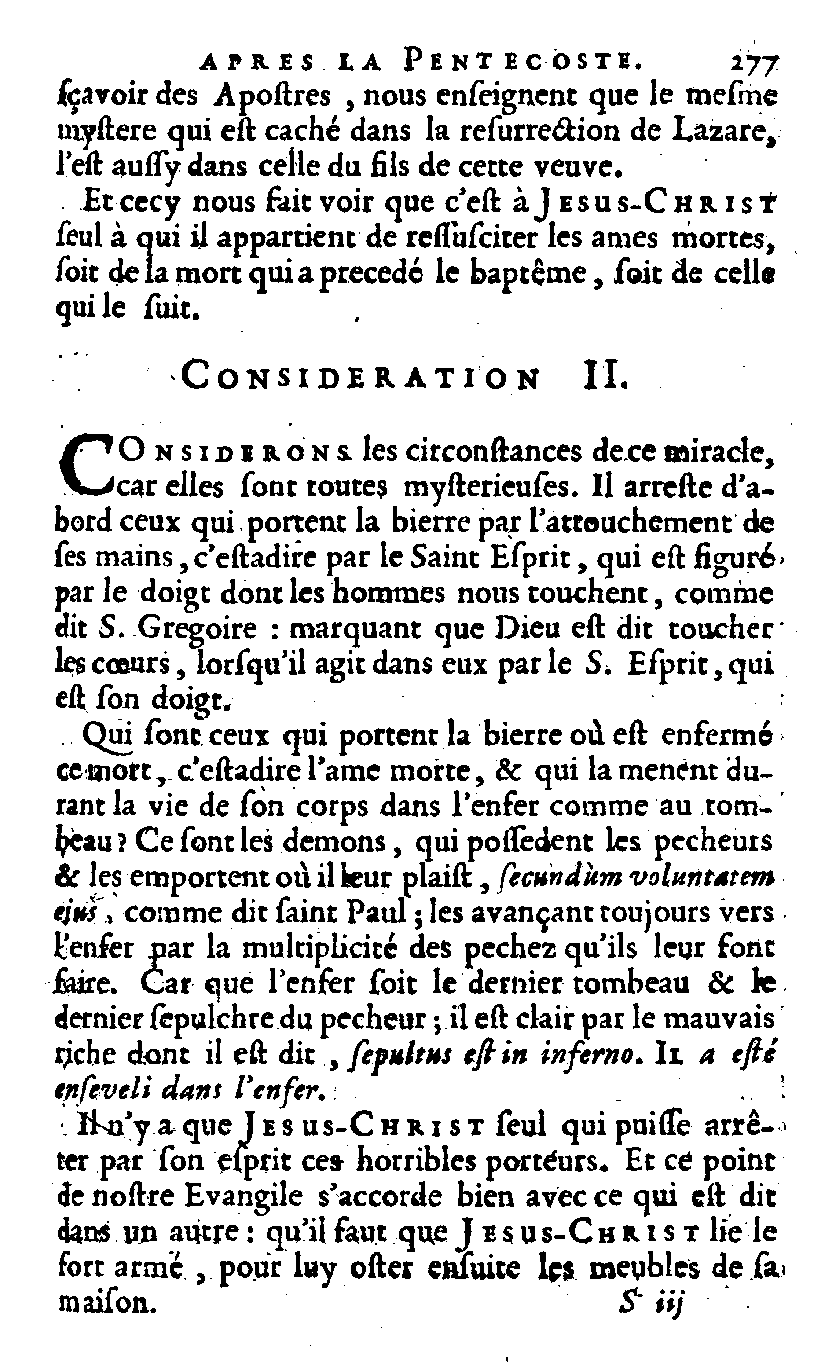 APRES LA PENTECOSTE. 277
ſçavoir des Apoſtres , nous enſeignent que le meſme
myſtere qui eſt caché dans la reſurrection de Lazare,
l'eſt auſſy dans celle du fils de cette veuve.
Et cecy nous fait voir que c'eſt à JESUS-CHRIST
ſeul à qui il appartient de reſſuſciter les ames mortes,
ſoit de la mort qui a precedé le baptême , ſoit de celle
qui le ſuit.
CONSIDERATION II.
CONSIDERONS les circonſtances de ce miracle,
car elles ſont toutes myſterieuſes. Il arreſte d'a-
bord ceux qui portent la bierre par l'attouchement de
ſes mains , c'eſtadire par le Saint Eſprit , qui eſt figuré
par le doigt dont les hommes nous touchent , comme
dit S. Gregoire : marquant que Dieu eſt dit toucher
les cœurs , lorſqu'il agit dans eux par le S. Eſprit , qui
eſt ſon doigt.
Qui ſont ceux qui portent la bierre où eſt enfermé
ce mort , c'eſtadire l'ame morte , & qui la menent du-
rant la vie de ſon corps dans l'enfer comme au tom-
beau ? Ce ſont les demons , qui poſſedent les pecheurs
& les emportent où il leur plaiſt , ſecundùm voluntatem
ejus , comme dit ſaint Paul ; les avançant toujours vers
l'enfer par la multiplicité des pechez qu'ils leur font
faire. Car que l'enfer ſoit le dernier tombeau & le
dernier ſepulchre du pecheur ; il eſt clair par le mauvais
riche dont il eſt dit , ſepultus eſt in inferno. IL a eſté
enſeveli dans l'enfer.
Il n'y a que JESUS-CHRIST ſeul qui puiſſe arrê-
ter par ſon eſprit ces horribles porteurs. Et ce point
de noſtre Evangile s'accorde bien avec ce qui eſt dit
dans un autre : qu'il faut que JESUS-CHRIST lie le
fort armé , pour luy oſter enſuite les meubles de ſa
maiſon. S iij